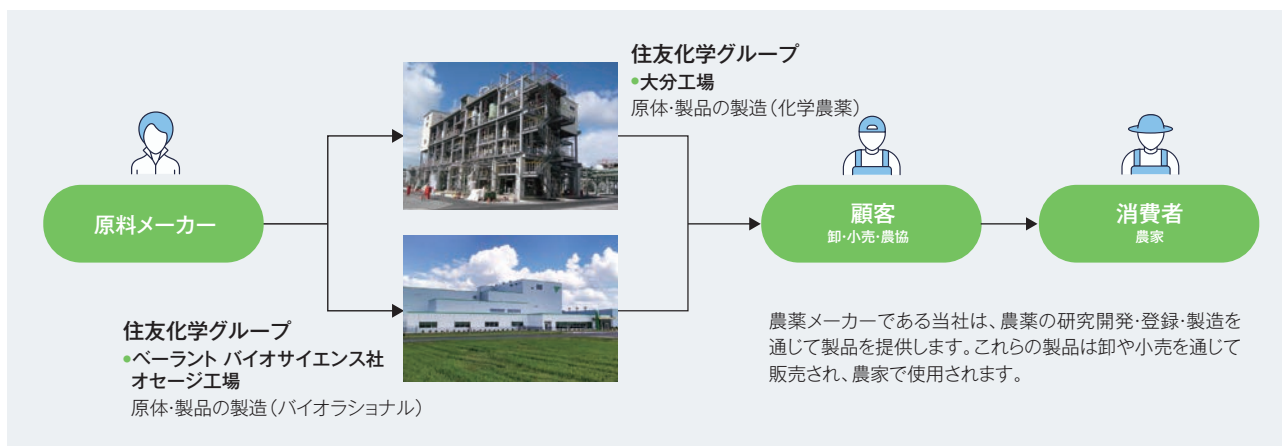 住友化学グループ
•大分工場
原体・製品の製造（化学農薬）
原料メーカー
顧客
卸・小売・農協
消費者
農家
住友化学グループ
•ベーラント バイオサイエンス社
オセージ工場
原体・製品の製造（バイオラショナル）
農薬メーカーである当社は、農薬の研究開発・登録・製造を
通じて製品を提供します。これらの製品は卸や小売を通じて
販売され、農家で使用されます。